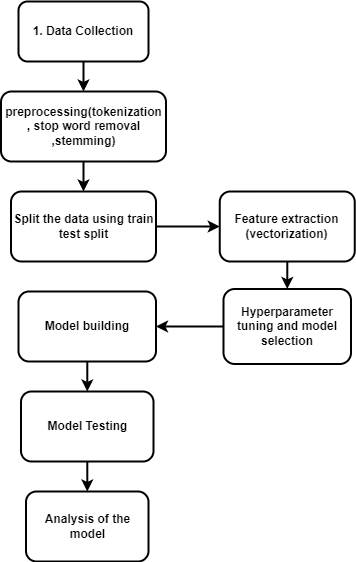 1. Data Collection
preprocessing(tokenization
, stop word removal
,stemming)
Split the data using train
test split
Feature extraction
(vectorization)
Hyperparameter
tuning and model
selection
Model building
Model Testing
Analysis of the
model